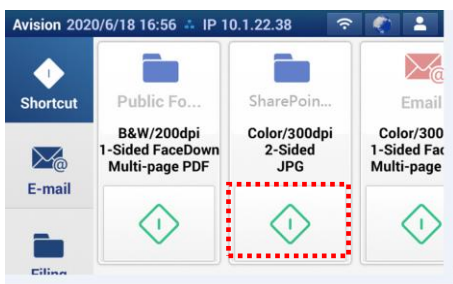 Avision 2020/6/18 16:56 IP 10.1.22.38
Shortcut
E-mail
Filing
Public Fo...
B&W/200dpi
1-Sided FaceDown
Multi-page PDF
SharePoin...
Color/300dpi
2-Sided
JPG
Email
Color/300
1-Sided Fac
Multi-page